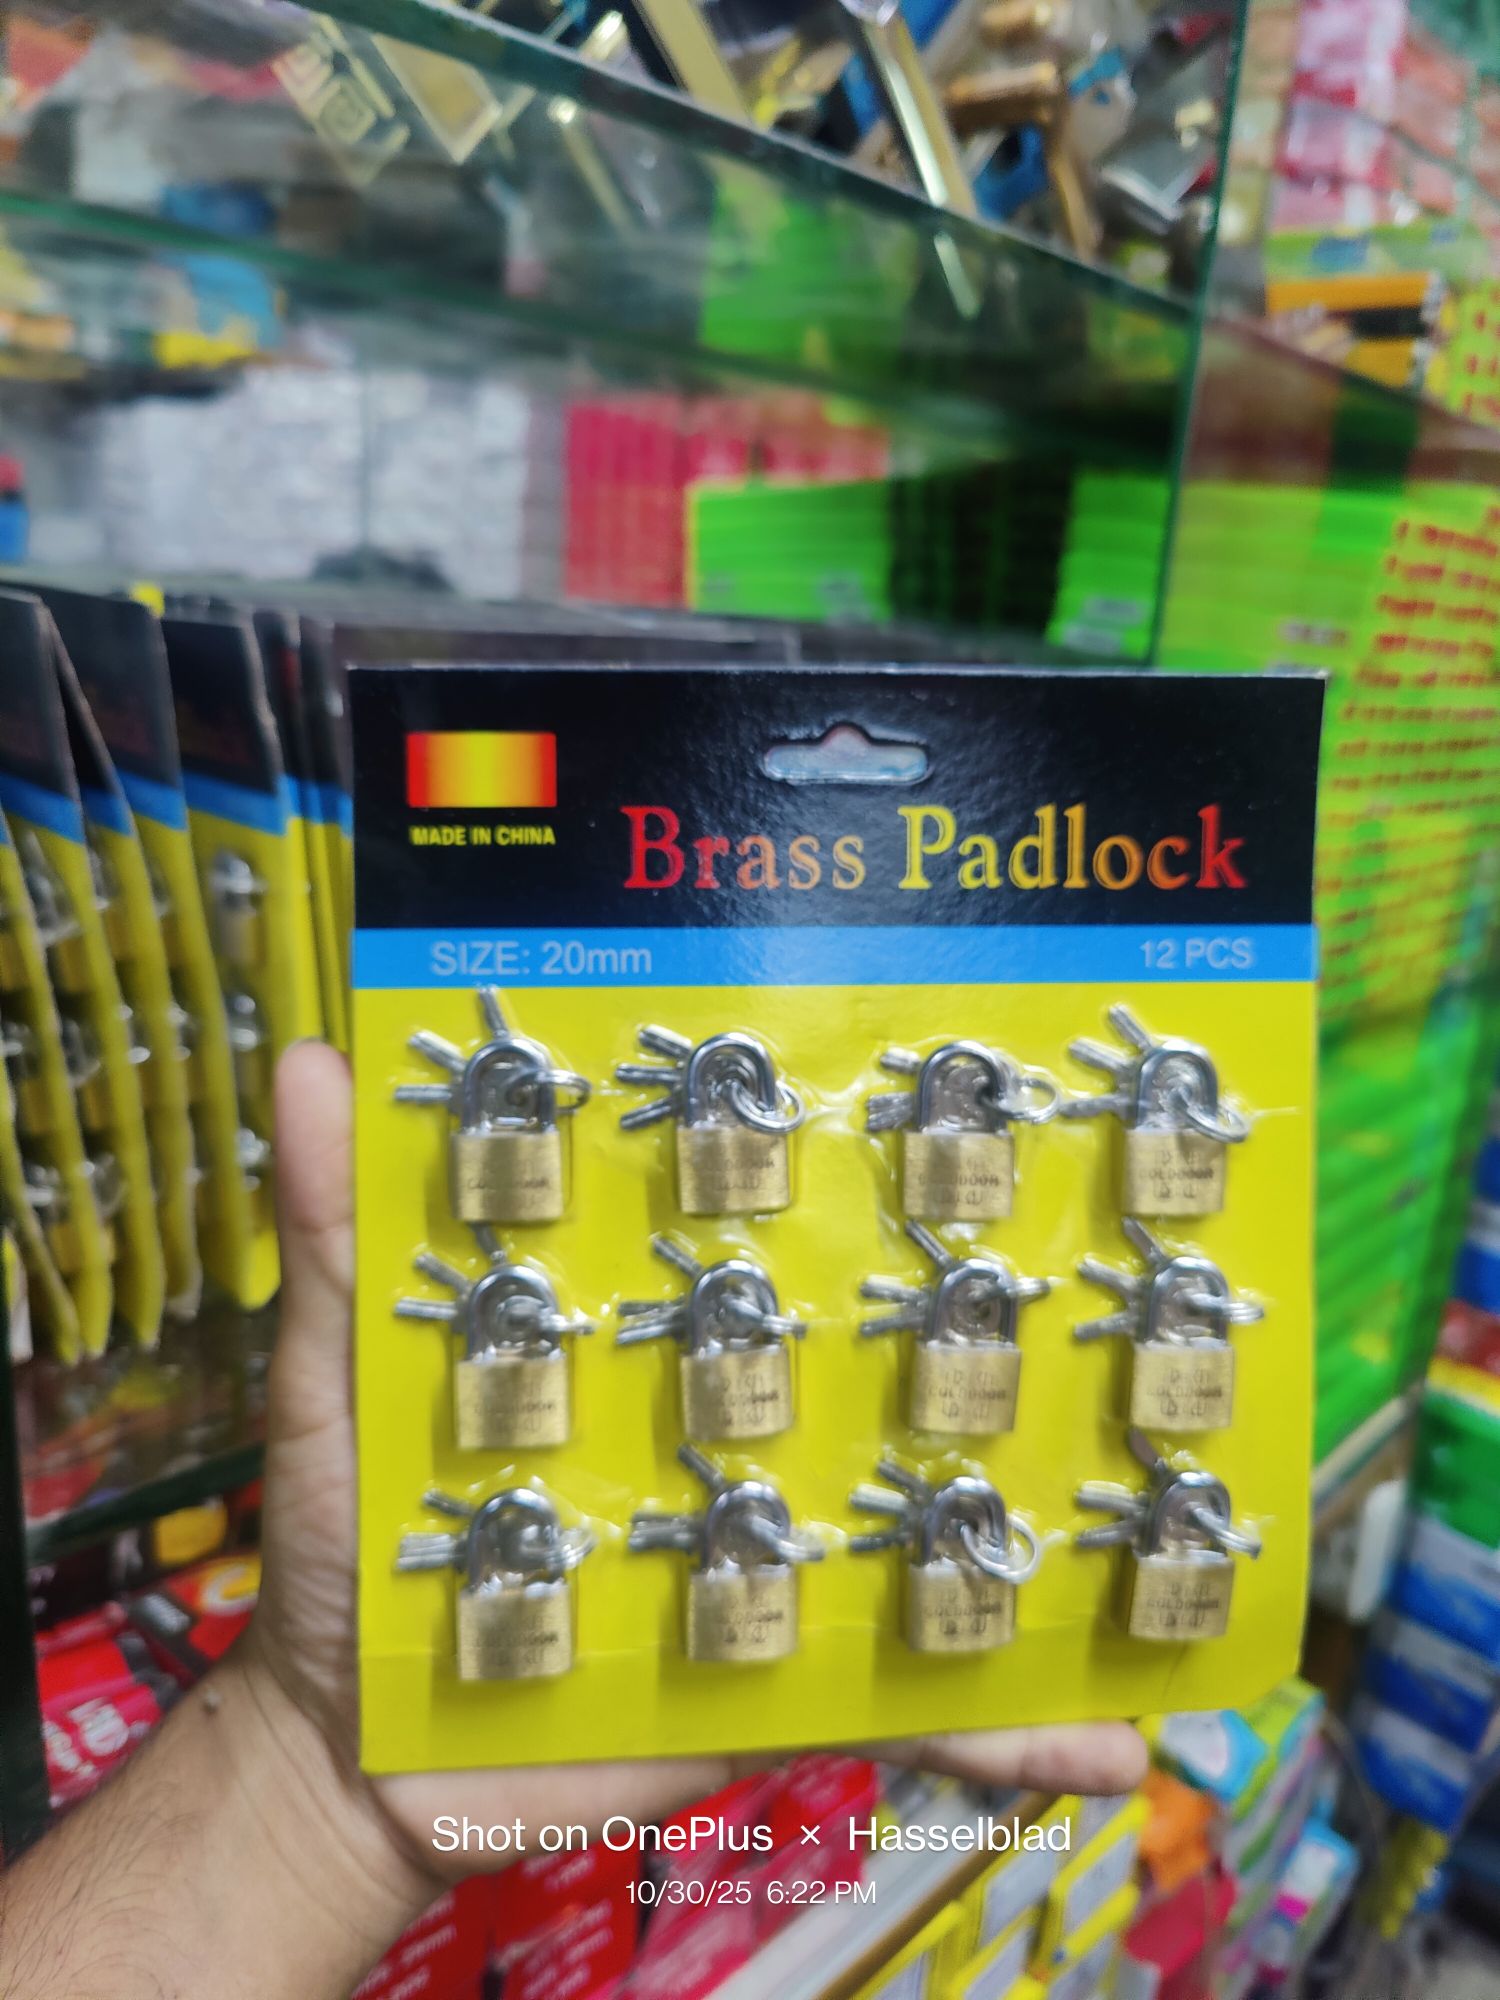 MADE IN CHINA
Brass Padlock
SIZE: 20mm
12 PCS
GOLDDOOR
Shot on OnePlus × Hasselblad
10/30/25 6:22 PM